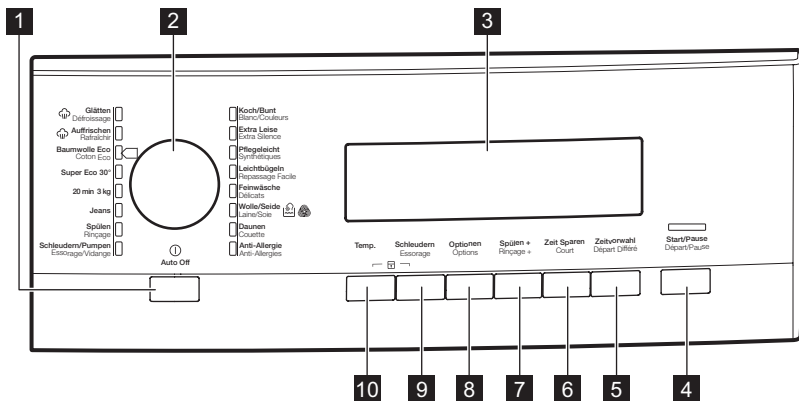 1
2
3
Glätten
Défroissage
Auffrischen
Rafraîchir
Baumwolle Eco
Coton Eco
Super Eco 30°
20 min 3 kg
Jeans
Spülen
Rinçage
Schleudern/Pumpen
Essorage/Vidange
Auto Off
Koch/Bunt
Blanc/Couleurs
Extra Leise
Extra Silence
Pflegeleicht
Synthétiques
Leichtbügeln
Repassage Facile
Feinwäsche
Délicats
Wolle/Seide
Laine/Soie
Daunen
Couette
Anti-Allergie
Anti-Allergies
Temp.
Schleudern
Essorage
Optionen
Options
Spülen +
Rinçage +
Zeit Sparen
Court
Zeitvorwahl
Départ Différé
Start/Pause
Départ/Pause
10
9
8
7
6
5
4